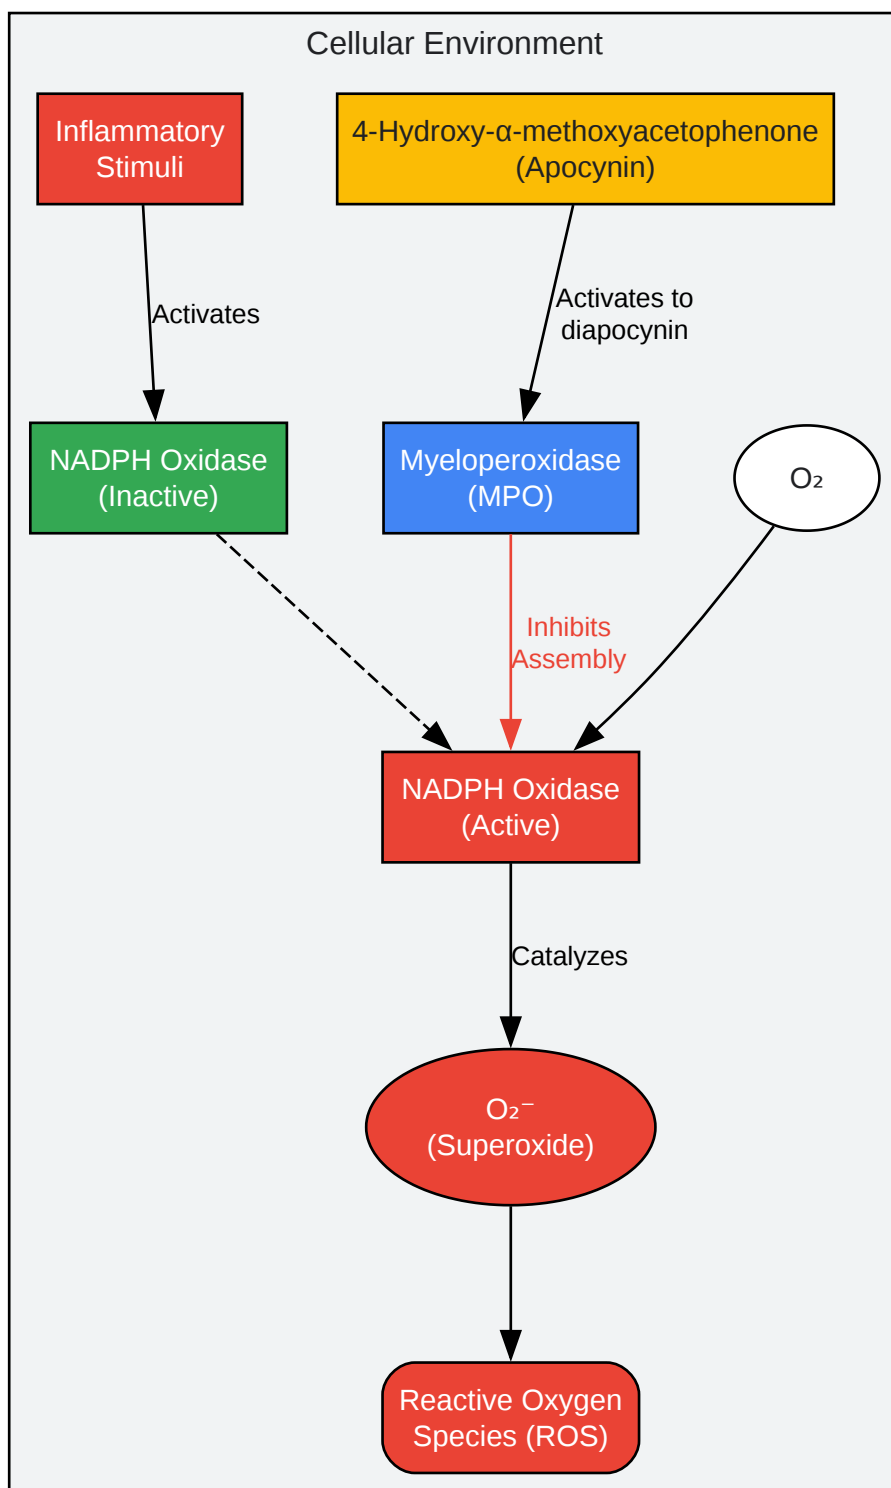 Cellular Environment
Inflammatory
Stimuli
4-Hydroxy-α-methoxyacetophenone
(Apocynin)
Activates
Activates to
diapocynin
NADPH Oxidase
(Inactive)
Myeloperoxidase
(MPO)
O₂
Inhibits
Assembly
NADPH Oxidase
(Active)
Catalyzes
O₂⁻
(Superoxide)
Reactive Oxygen
Species (ROS)